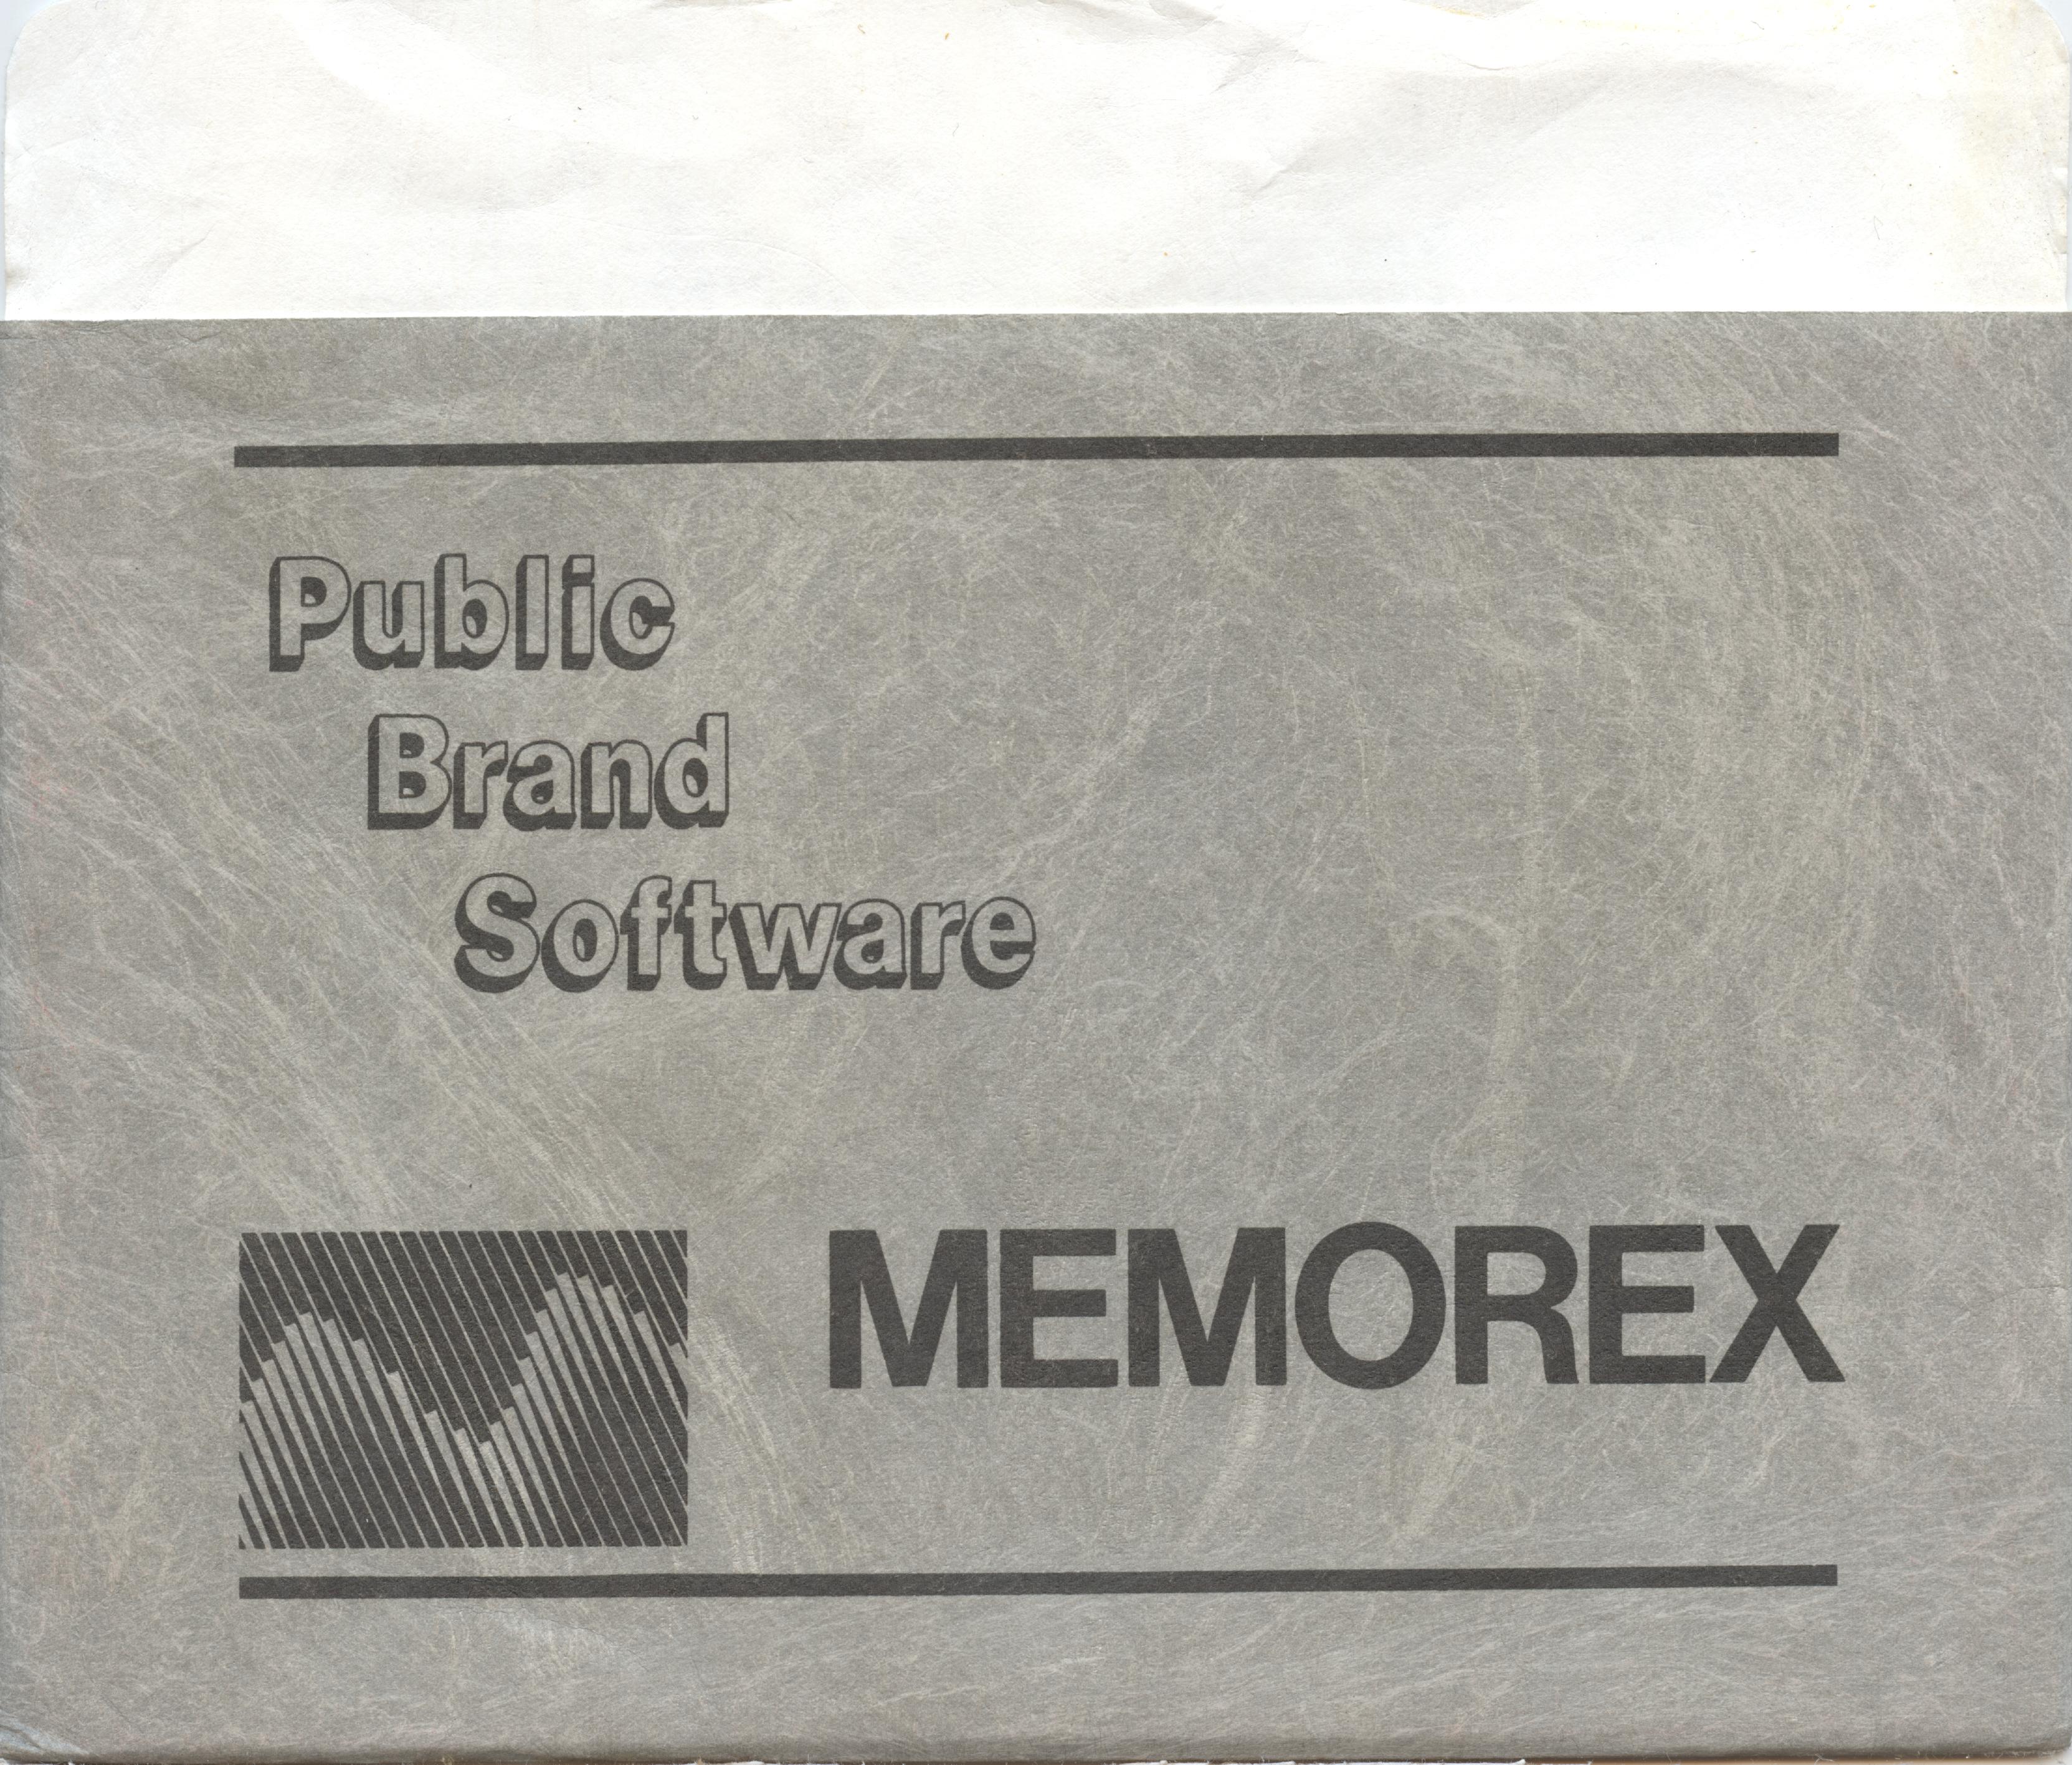 Public
Brand
Software
MEMOREX